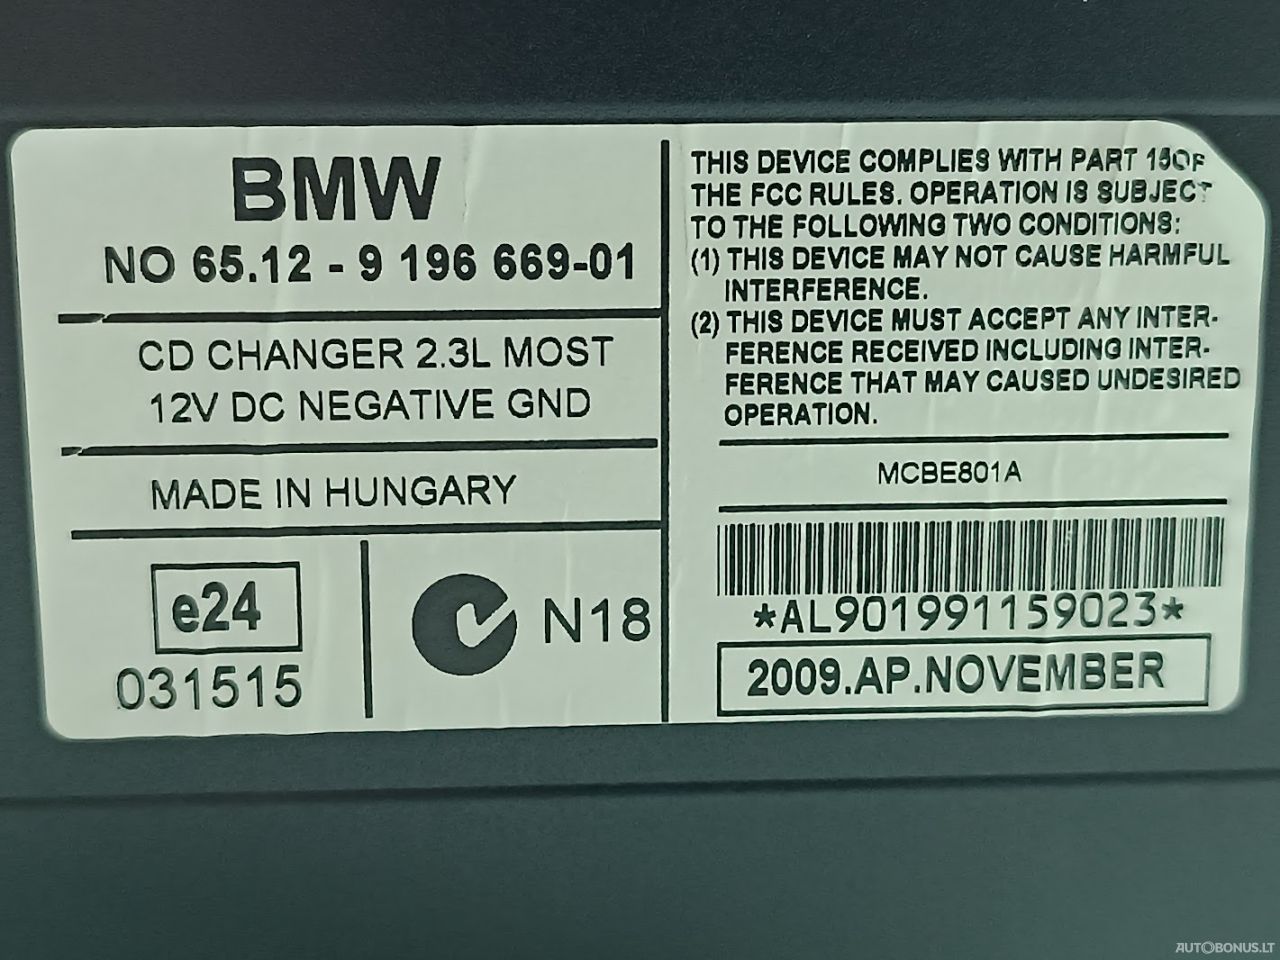 BMW
NO 65.12 - 9 196 669-01
CD CHANGER 2.3L MOST
12V DC NEGATIVE GND
MADE IN HUNGARY
e24
031515
N18
THIS DEVICE COMPLIES WITH PART 15OF
THE FCC RULES. OPERATION IS SUBJECT
TO THE FOLLOWING TWO CONDITIONS:
(1) THIS DEVICE MAY NOT CAUSE HARMFUL
INTERFERENCE.
(2) THIS DEVICE MUST ACCEPT ANY INTER-
FERENCE RECEIVED INCLUDING INTER-
FERENCE THAT MAY CAUSED UNDESIRED
OPERATION.
MCBE801A
*AL901991159023*
2009.AP.NOVEMBER
AUTOBONUS.LT